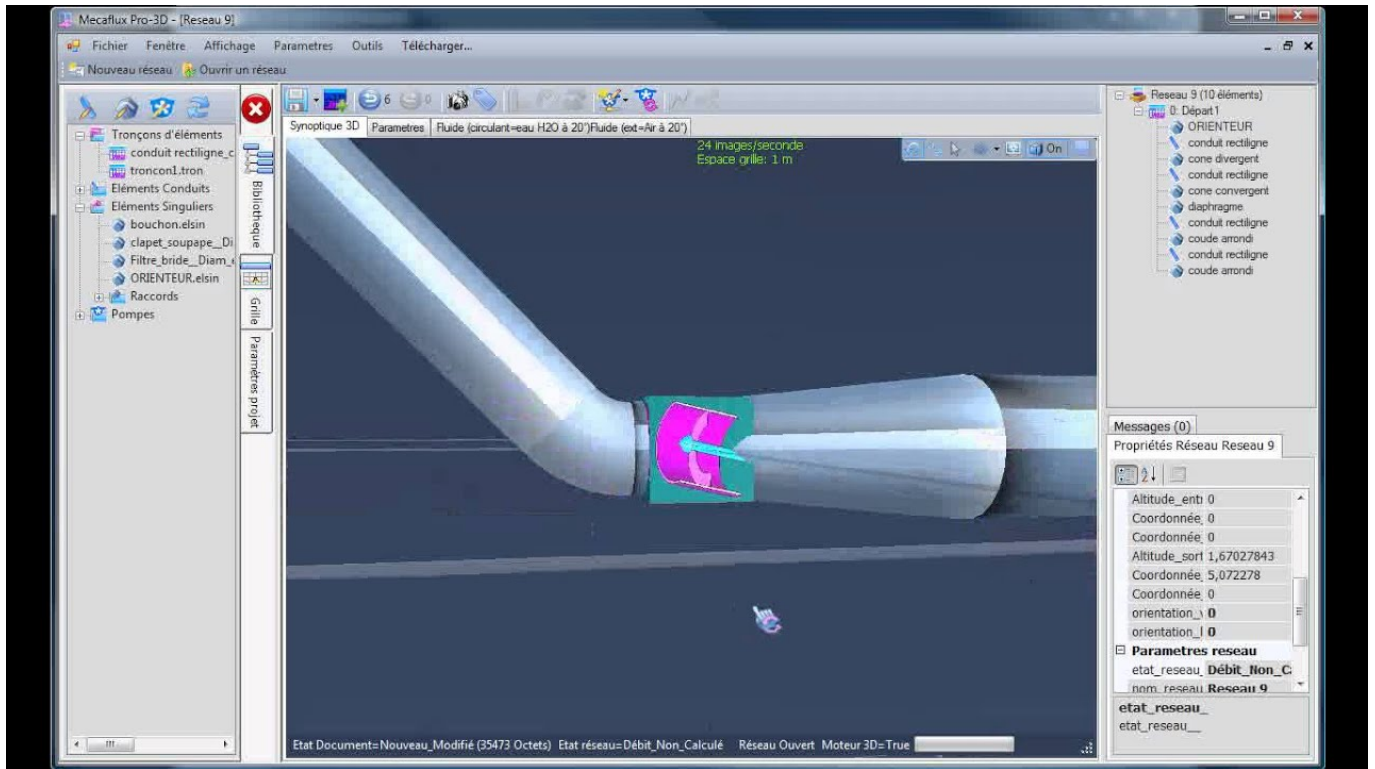 Mecaflux Pro-3D - [Reseau 9]
Fichier Fenêtre Affichage Parametres Outils Télécharger...
Nouveau réseau Ouvrir un réseau
Tronçons d'éléments
conduit rectiligne_c
troncon1.tron
Eléments Conduits
Eléments Singuliers
bouchon.elsin
clapet_soupape__Di
Filtre_bride__Diam_
ORIENTEUR.elsin
Raccords
Pompes
Bibliotheque
Grille
Paramètres projet
6 0
On
Synoptique 3D Parametres Fluide (circulant=eau H2O à 20°)Fluide (ext=Air à 20°)
24 images/seconde
Espace grille: 1 m
Etat Document=Nouveau_Modifié (35473 Octets) Etat réseau=Débit_Non_Calculé Réseau Ouvert Moteur 3D=True
Reseau 9 (10 éléments)
0: Départ1
ORIENTEUR
conduit rectiligne
cone divergent
conduit rectiligne
cone convergent
diaphragme
conduit rectiligne
coude arrondi
conduit rectiligne
coude arrondi
Messages (0)
Propriétés Réseau Reseau 9
Altitude_ent 0
Coordonnée_ 0
Coordonnée_ 0
Altitude_sort 1,67027843
Coordonnée_ 5,072278
Coordonnée_ 0
orientation_v 0
orientation_l 0
Parametres reseau
etat_reseau_ Débit_Non_C
nom_reseau Reseau 9
etat_reseau_
etat_reseau__